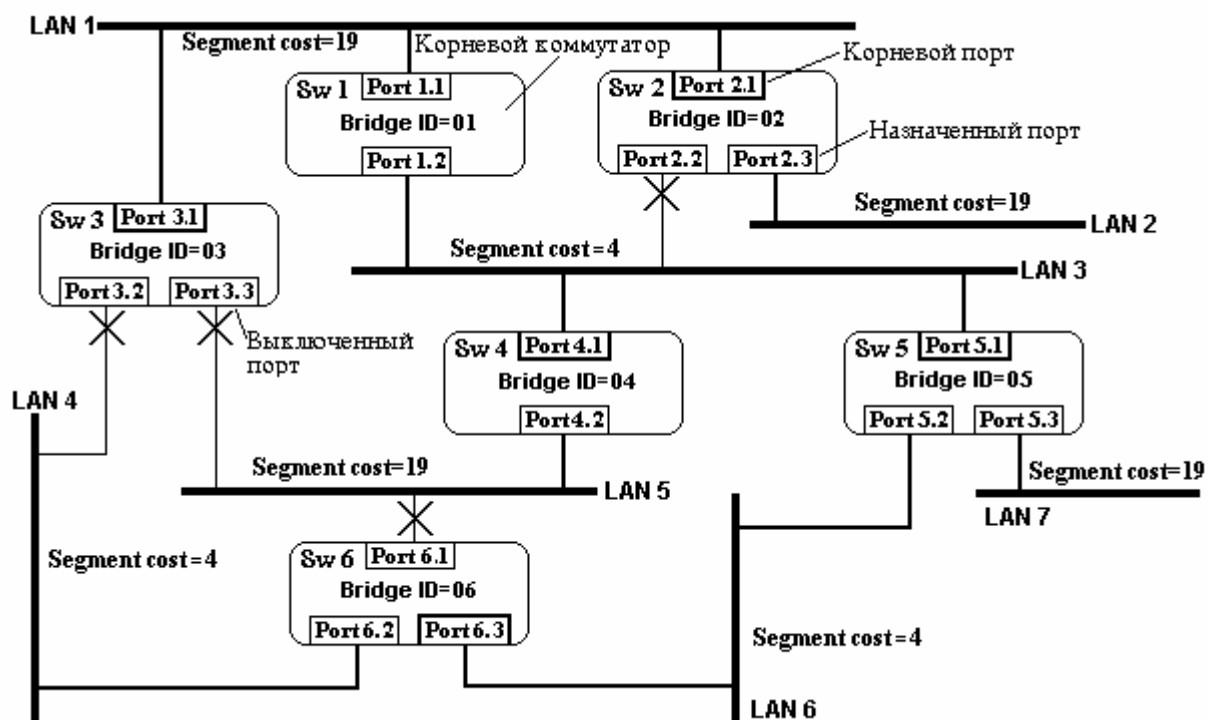 LAN 1
Segment cost=19
Корневой коммутатор
Корневой порт
Sw 1
Port 1.1
Bridge ID=01
Port 1.2
Sw 2
Port 2.1
Bridge ID=02
Port 2.2
Port 2.3
Назначенный порт
Sw 3
Port 3.1
Bridge ID=03
Port 3.2
Port 3.3
Segment cost=19
LAN 2
Segment cost=4
LAN 3
Выключенный
порт
Sw 4
Port 4.1
Bridge ID=04
Port 4.2
Sw 5
Port 5.1
Bridge ID=05
Port 5.2
Port 5.3
LAN 4
Segment cost=19
LAN 5
Segment cost=19
LAN 7
Segment cost=4
Sw 6
Port 6.1
Bridge ID=06
Port 6.2
Port 6.3
Segment cost=4
LAN 6